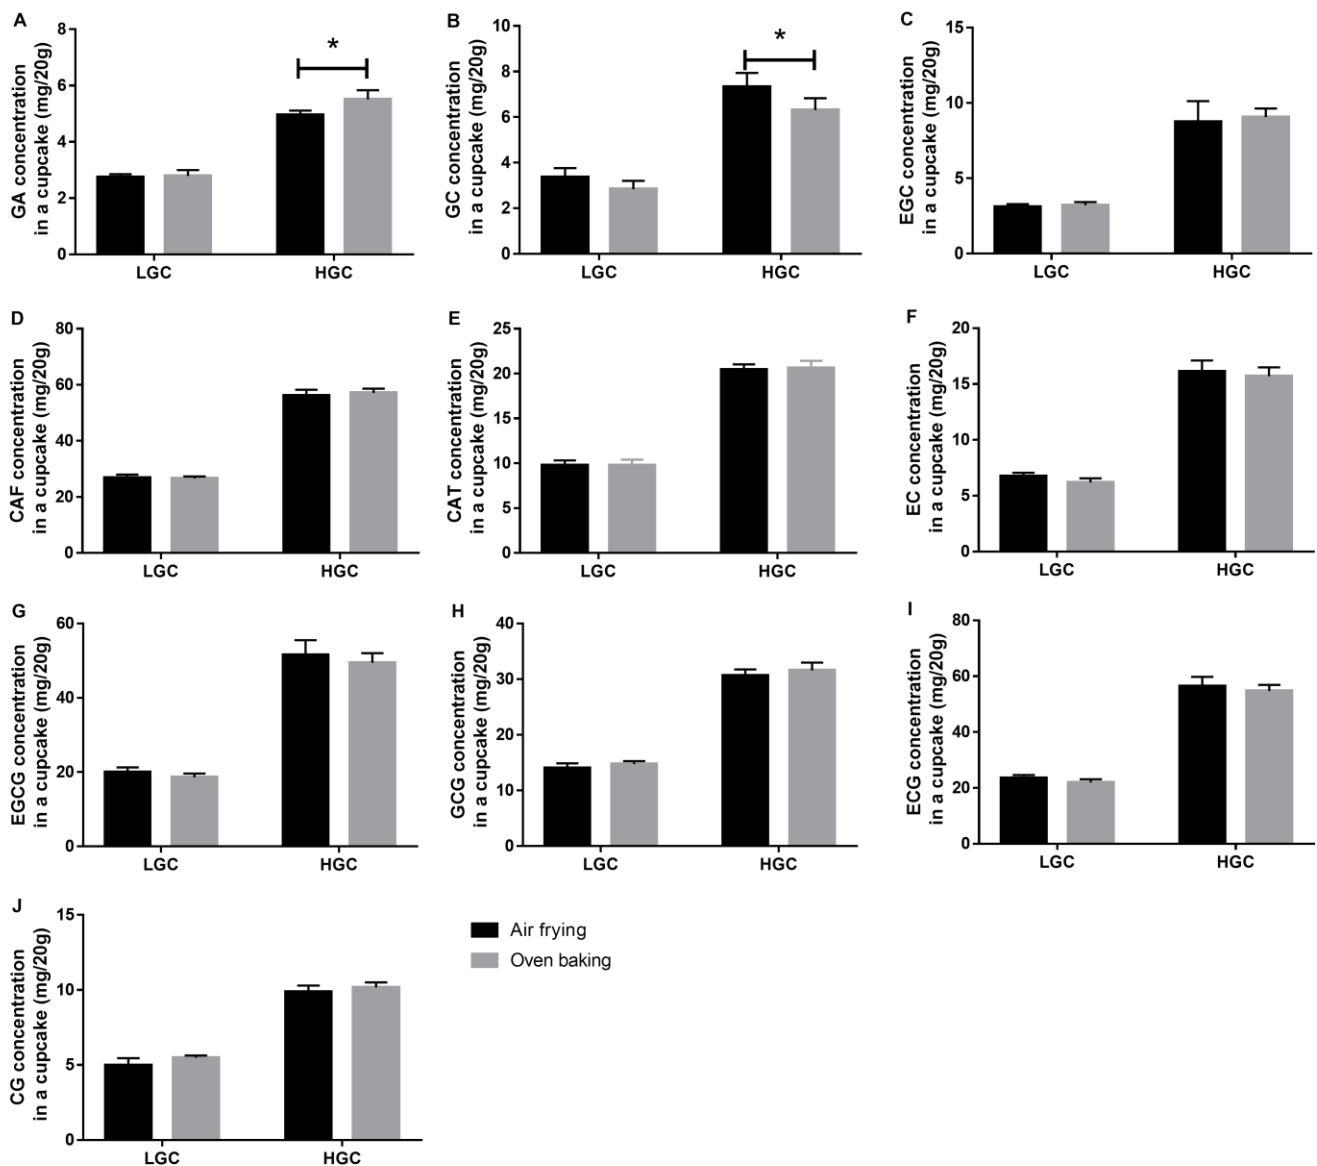 A
GA concentration
in a cupcake (mg/20g)
8
6
4
2
0
*
LGC
HGC
B
GC concentration
in a cupcake (mg/20g)
10
8
6
4
2
0
*
LGC
HGC
C
EGC concentration
in a cupcake (mg/20g)
15
10
5
0
LGC
HGC
D
CAF concentration
in a cupcake (mg/20g)
80
60
40
20
0
LGC
HGC
E
CAT concentration
in a cupcake (mg/20g)
25
20
15
10
5
0
LGC
HGC
F
EC concentration
in a cupcake (mg/20g)
20
15
10
5
0
LGC
HGC
G
EGCG concentration
in a cupcake (mg/20g)
60
40
20
0
LGC
HGC
H
GCG concentration
in a cupcake (mg/20g)
40
30
20
10
0
LGC
HGC
I
ECG concentration
in a cupcake (mg/20g)
80
60
40
20
0
LGC
HGC
J
CG concentration
in a cupcake (mg/20g)
15
10
5
0
LGC
HGC
Air frying
Oven baking